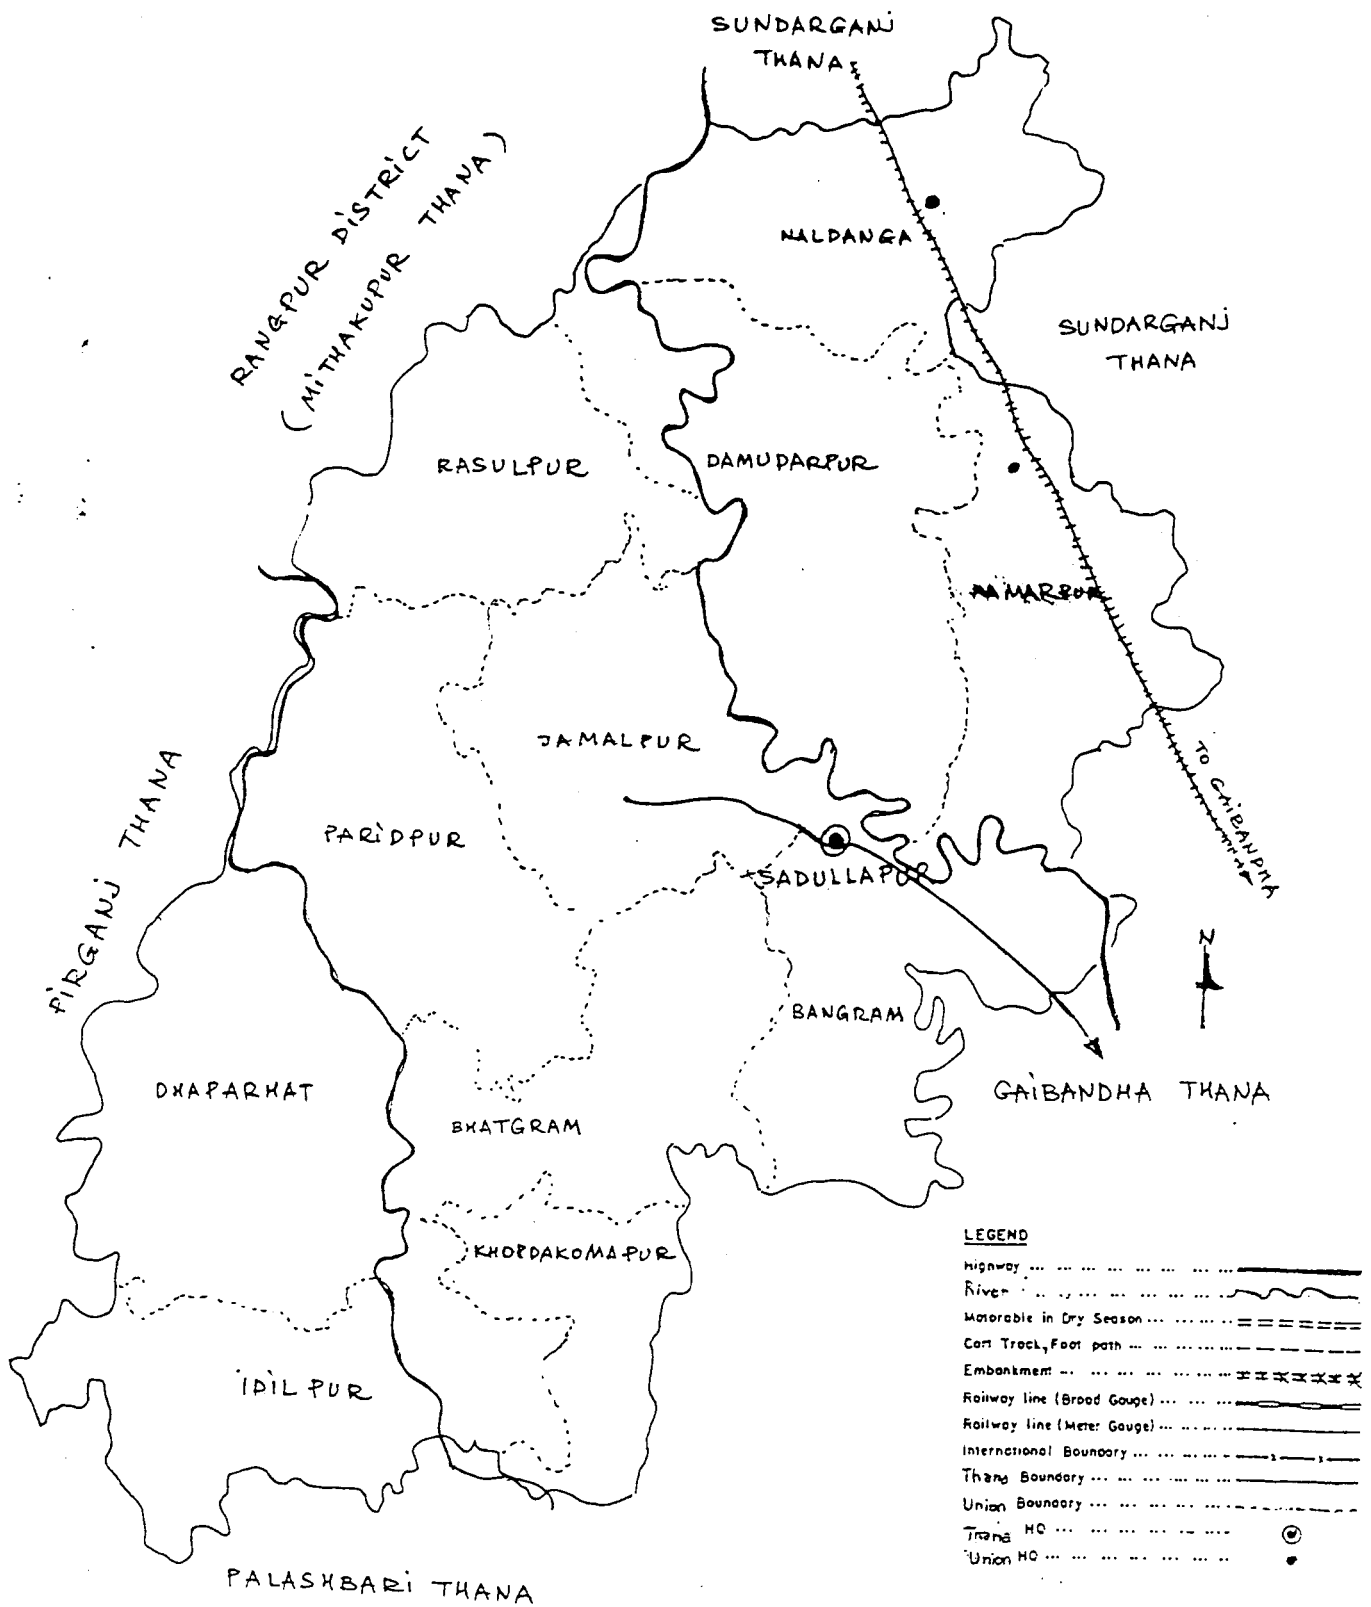 SUNDARGANJ
THANA
RANGPUR DISTRICT
(MITHAKUPUR THANA)
NALDANGA
SUNDARGANJ
THANA
RASULPUR
DAMUDARPUR
JAMALPUR
TO GAIBANDHA
PIRGANJ THANA
PARIDPUR
SADULLAPUR
N
BANGRAM
DHAPARHAT
GAIBANDHA THANA
BHATGRAM
KHORDAKOMAPUR
IDILPUR
PALASHBARI THANA
LEGEND
Highway
River
Motorable in Dry Season
Cart Track, Foot path
Embankment
Railway line (Broad Gauge)
Railway line (Meter Gauge)
International Boundary
Thana Boundary
Union Boundary
Thana HQ
Union HQ